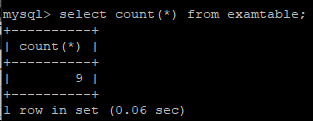 mysql> select count(*) from examtable;
+----------+
| count(*) |
+----------+
|        9 |
+----------+
1 row in set (0.06 sec)